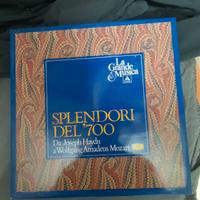 La
Grande
Musica
SPLENDORI
DEL '700
Da Joseph Haydn
a Wolfgang Amadeus Mozart